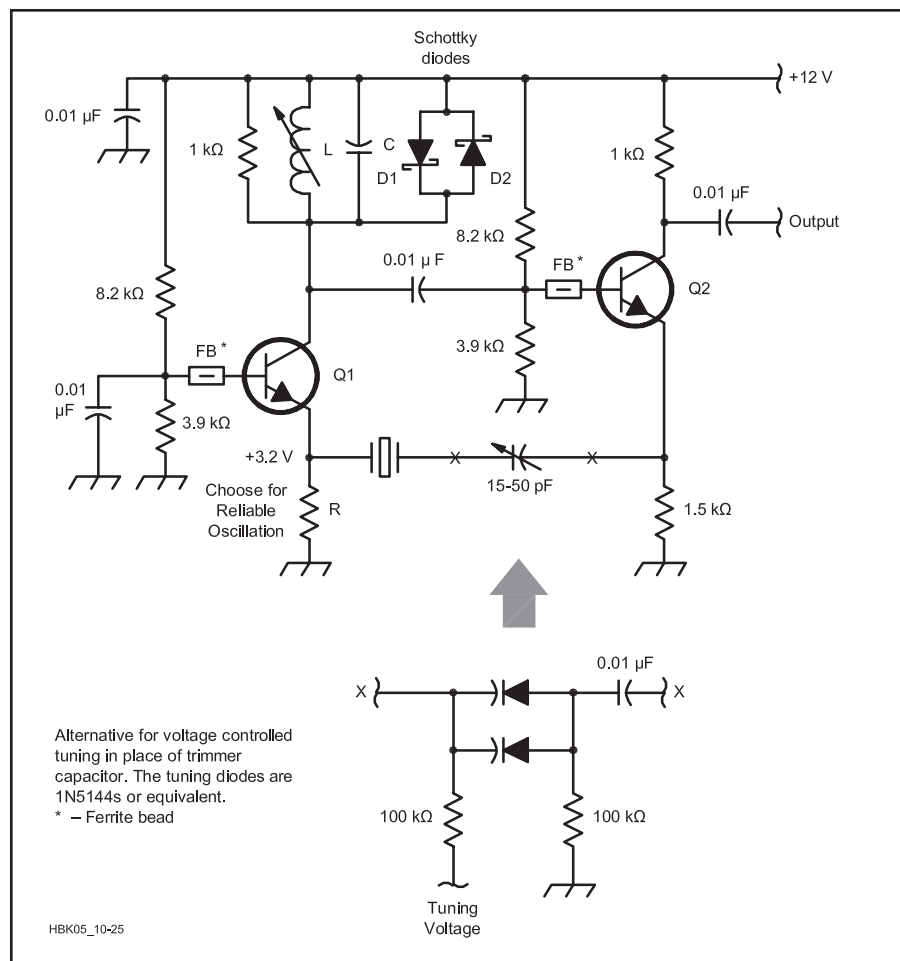 Schottky
diodes
+12 V
0.01 µF
1 kΩ
L
C
D1
D2
1 kΩ
0.01 µF
Output
8.2 kΩ
0.01 µ F
FB *
Q2
8.2 kΩ
FB *
Q1
3.9 kΩ
0.01
µF
3.9 kΩ
+3.2 V
X
X
15-50 pF
Choose for
Reliable
Oscillation
R
1.5 kΩ
0.01 µF
X
X
Alternative for voltage controlled
tuning in place of trimmer
capacitor. The tuning diodes are
1N5144s or equivalent.
* – Ferrite bead
100 kΩ
100 kΩ
Tuning
Voltage
HBK05_10-25